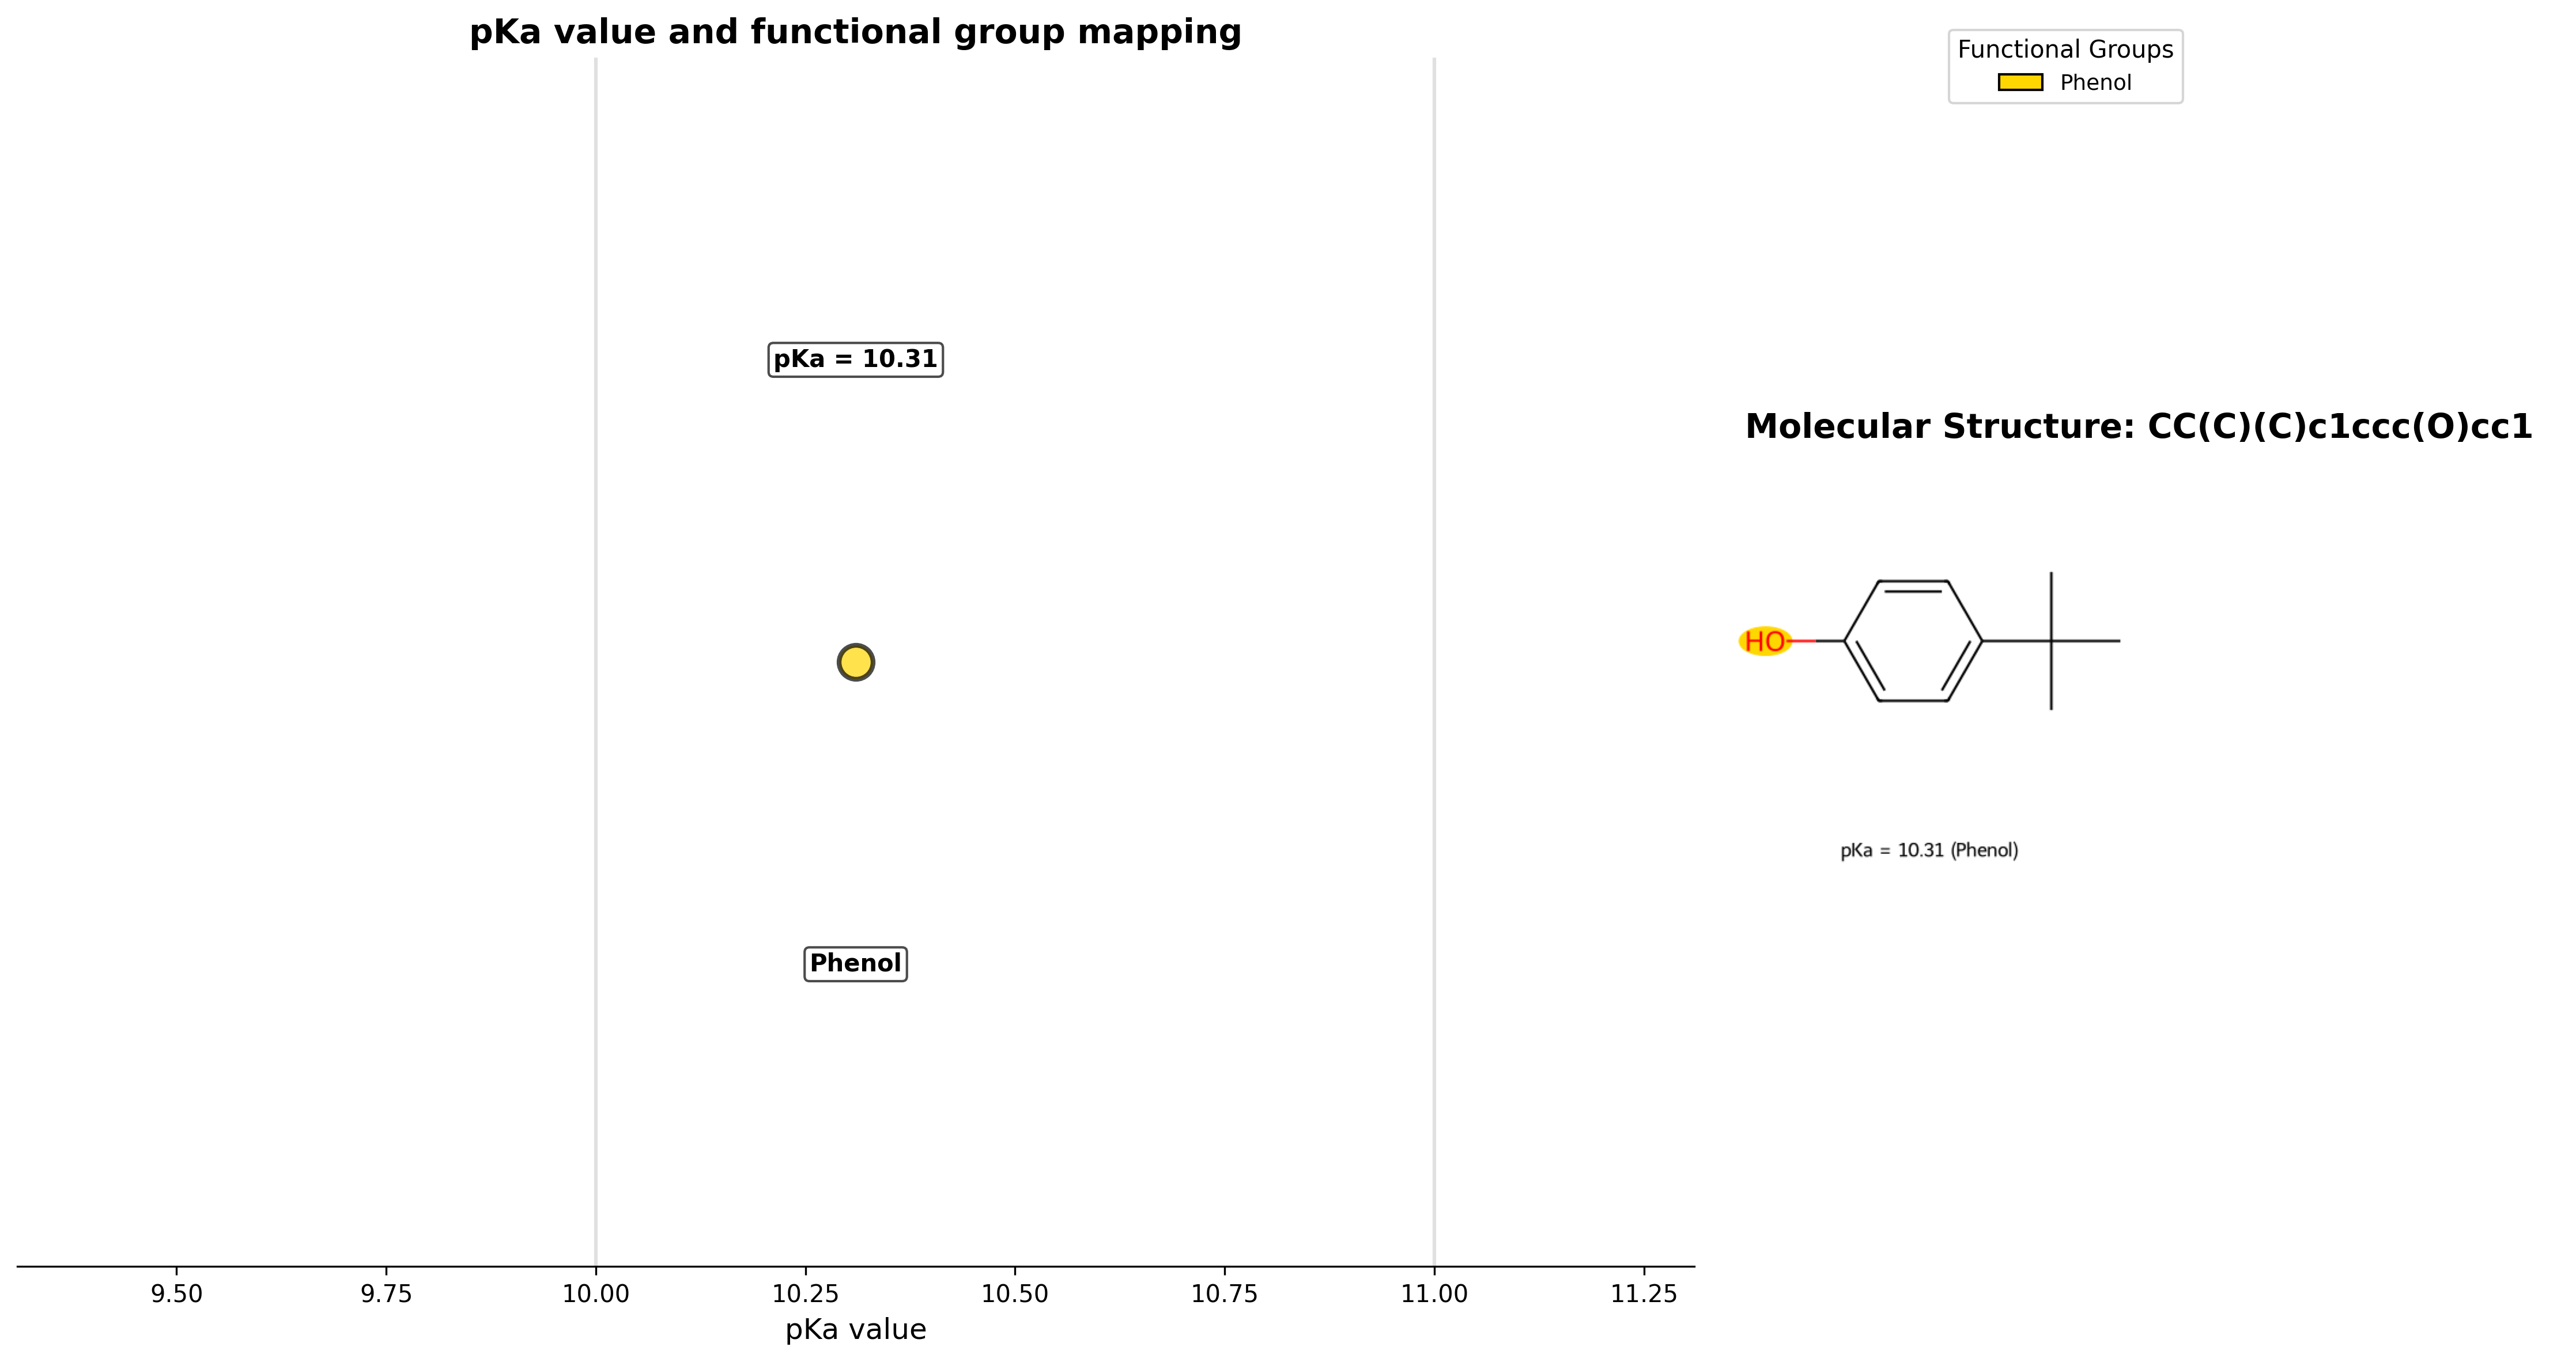 pKa value and functional group mapping
Functional Groups
Phenol
pKa = 10.31
Molecular Structure: CC(C)(C)c1ccc(O)cc1
HO
pKa = 10.31 (Phenol)
Phenol
9.50 9.75 10.00 10.25 10.50 10.75 11.00 11.25
pKa value